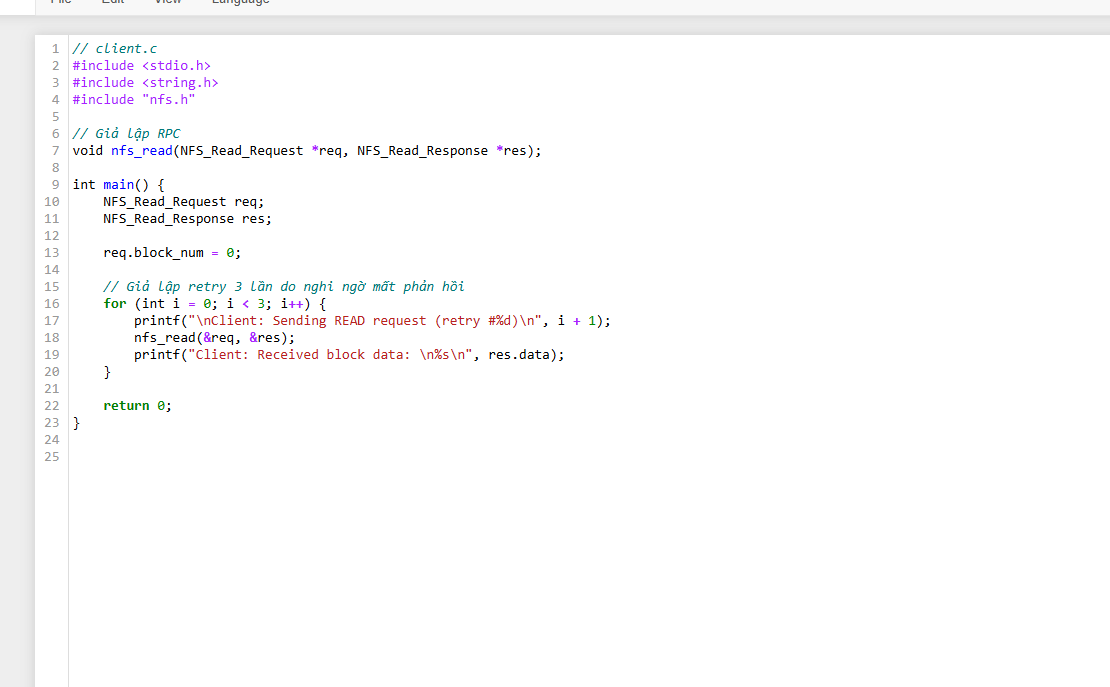 File Edit View Language
1 // client.c
2 #include <stdio.h>
3 #include <string.h>
4 #include "nfs.h"
5
6 // Giả lập RPC
7 void nfs_read(NFS_Read_Request *req, NFS_Read_Response *res);
8
9 int main() {
10     NFS_Read_Request req;
11     NFS_Read_Response res;
12
13     req.block_num = 0;
14
15     // Giả lập retry 3 lần do nghi ngờ mất phản hồi
16     for (int i = 0; i < 3; i++) {
17         printf("\nClient: Sending READ request (retry #%d)\n", i + 1);
18         nfs_read(&req, &res);
19         printf("Client: Received block data: \n%s\n", res.data);
20     }
21
22     return 0;
23 }
24
25